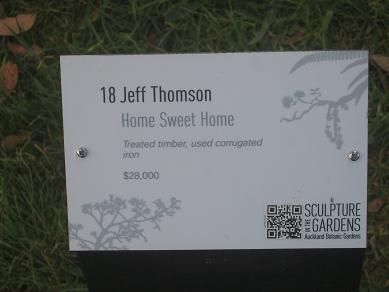 18 Jeff Thomson
Home Sweet Home
Treated timber, used corrugated
iron
$28,000
SCULPTURE
IN THE GARDENS
Auckland Botanic Gardens